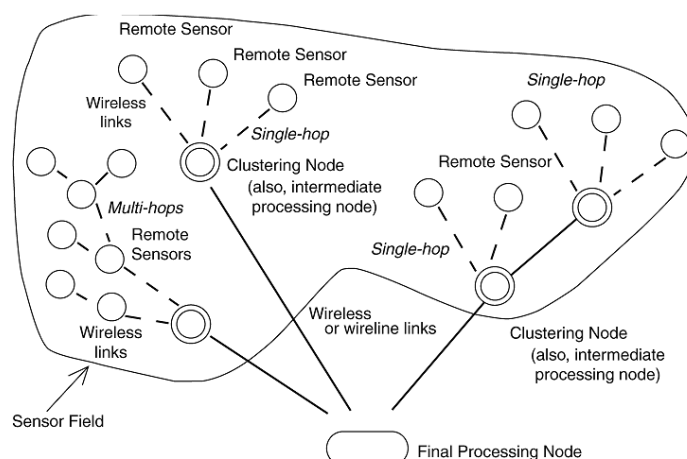 Remote Sensor
Remote Sensor
Remote Sensor
Wireless
links
Single-hop
Clustering Node
(also, intermediate
processing node)
Multi-hops
Remote
Sensors
Wireless
links
Sensor Field
Single-hop
Remote Sensor
Single-hop
Wireless
or wireline links
Clustering Node
(also, intermediate
processing node)
Final Processing Node